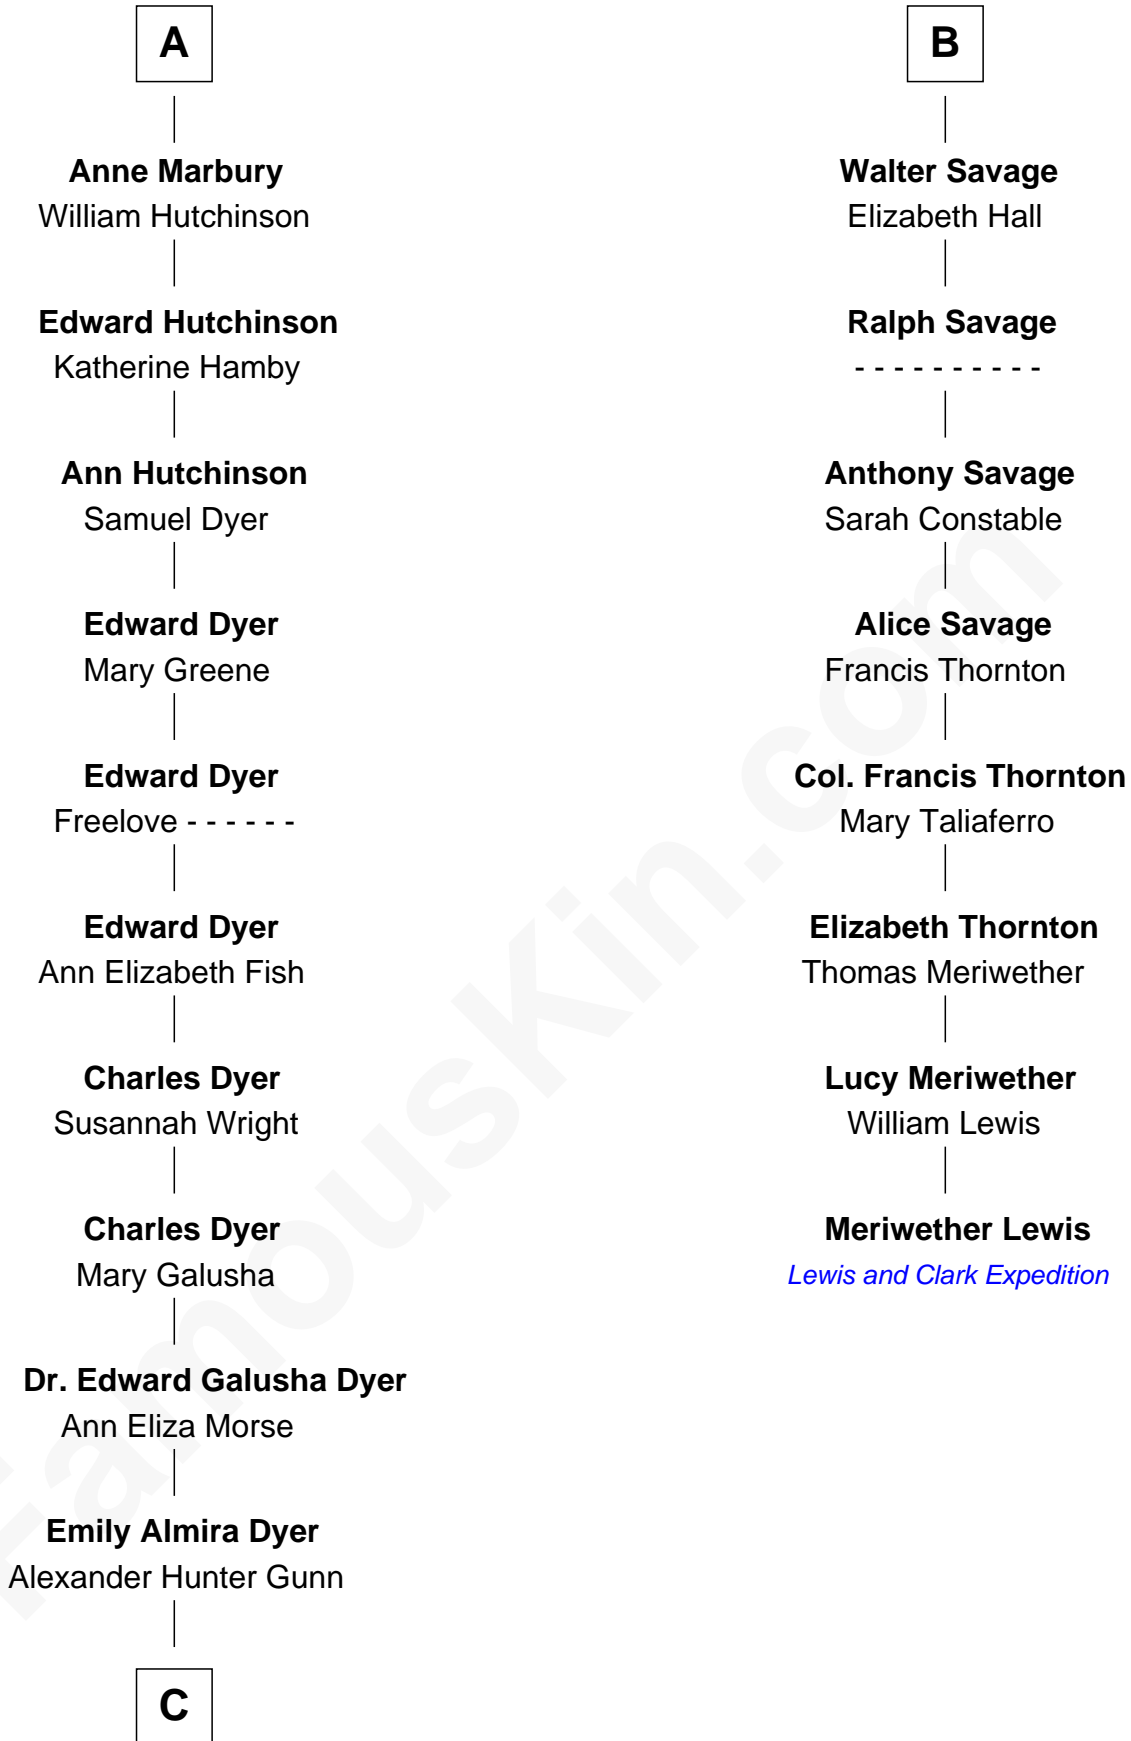 A
Anne Marbury
William Hutchinson
Edward Hutchinson
Katherine Hamby
Ann Hutchinson
Samuel Dyer
Edward Dyer
Mary Greene
Edward Dyer
Freelove - - - - - -
Edward Dyer
Ann Elizabeth Fish
Charles Dyer
Susannah Wright
Charles Dyer
Mary Galusha
Dr. Edward Galusha Dyer
Ann Eliza Morse
Emily Almira Dyer
Alexander Hunter Gunn
C
B
Walter Savage
Elizabeth Hall
Ralph Savage
- - - - - - - - - -
Anthony Savage
Sarah Constable
Alice Savage
Francis Thornton
Col. Francis Thornton
Mary Taliaferro
Elizabeth Thornton
Thomas Meriwether
Lucy Meriwether
William Lewis
Meriwether Lewis
Lewis and Clark Expedition
FamousKin.com